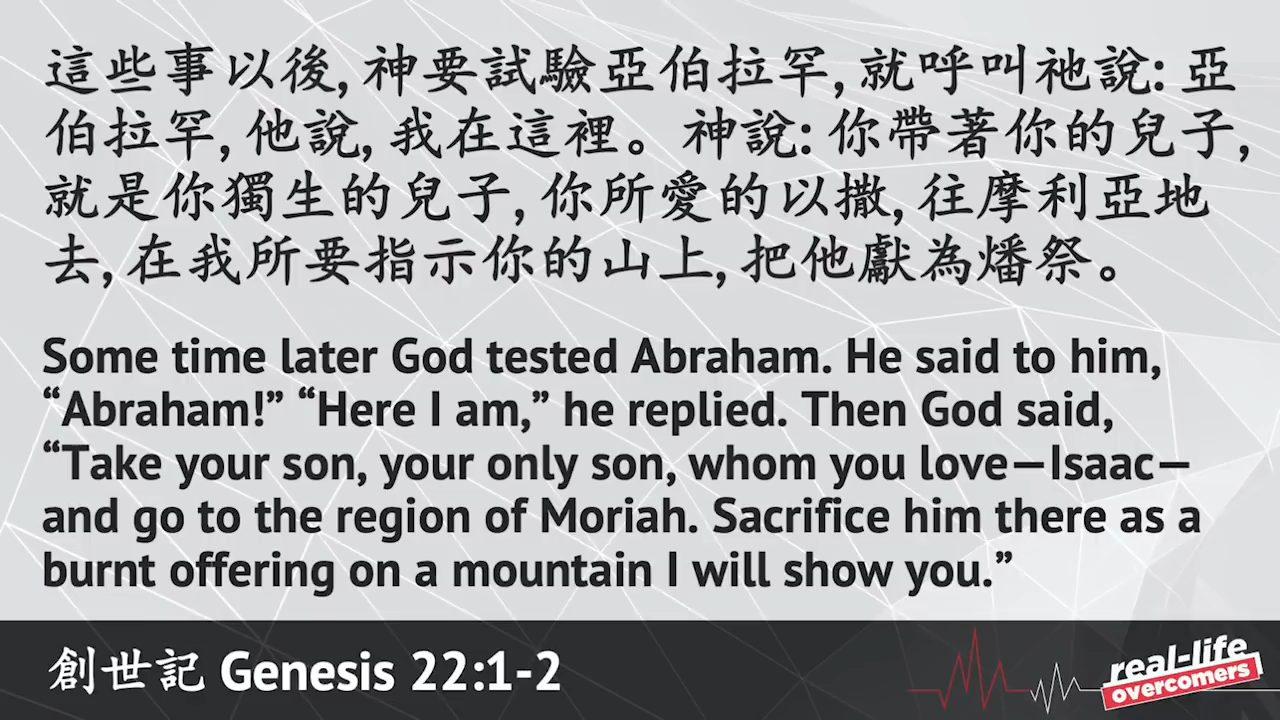 這些事以後, 神要試驗亞伯拉罕, 就呼叫祂說: 亞
伯拉罕, 他說, 我在這裡。神說: 你帶著你的兒子,
就是你獨生的兒子, 你所愛的以撒, 往摩利亞地
去, 在我所要指示你的山上, 把他獻為燔祭。
Some time later God tested Abraham. He said to him,
“Abraham!” “Here I am,” he replied. Then God said,
“Take your son, your only son, whom you love—Isaac—
and go to the region of Moriah. Sacrifice him there as a
burnt offering on a mountain I will show you.”
創世記 Genesis 22:1-2
real-life
overcomers